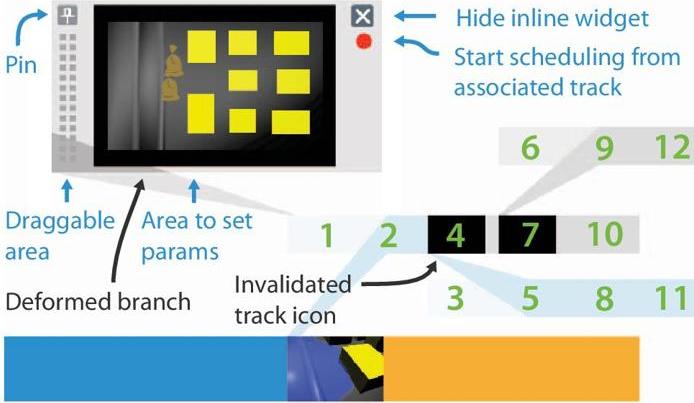 Hide inline widget
Pin
Start scheduling from
associated track
6 9 12
Draggable
area
Area to set
params
1 2 4 7 10
Invalidated
track icon
Deformed branch
3 5 8 11